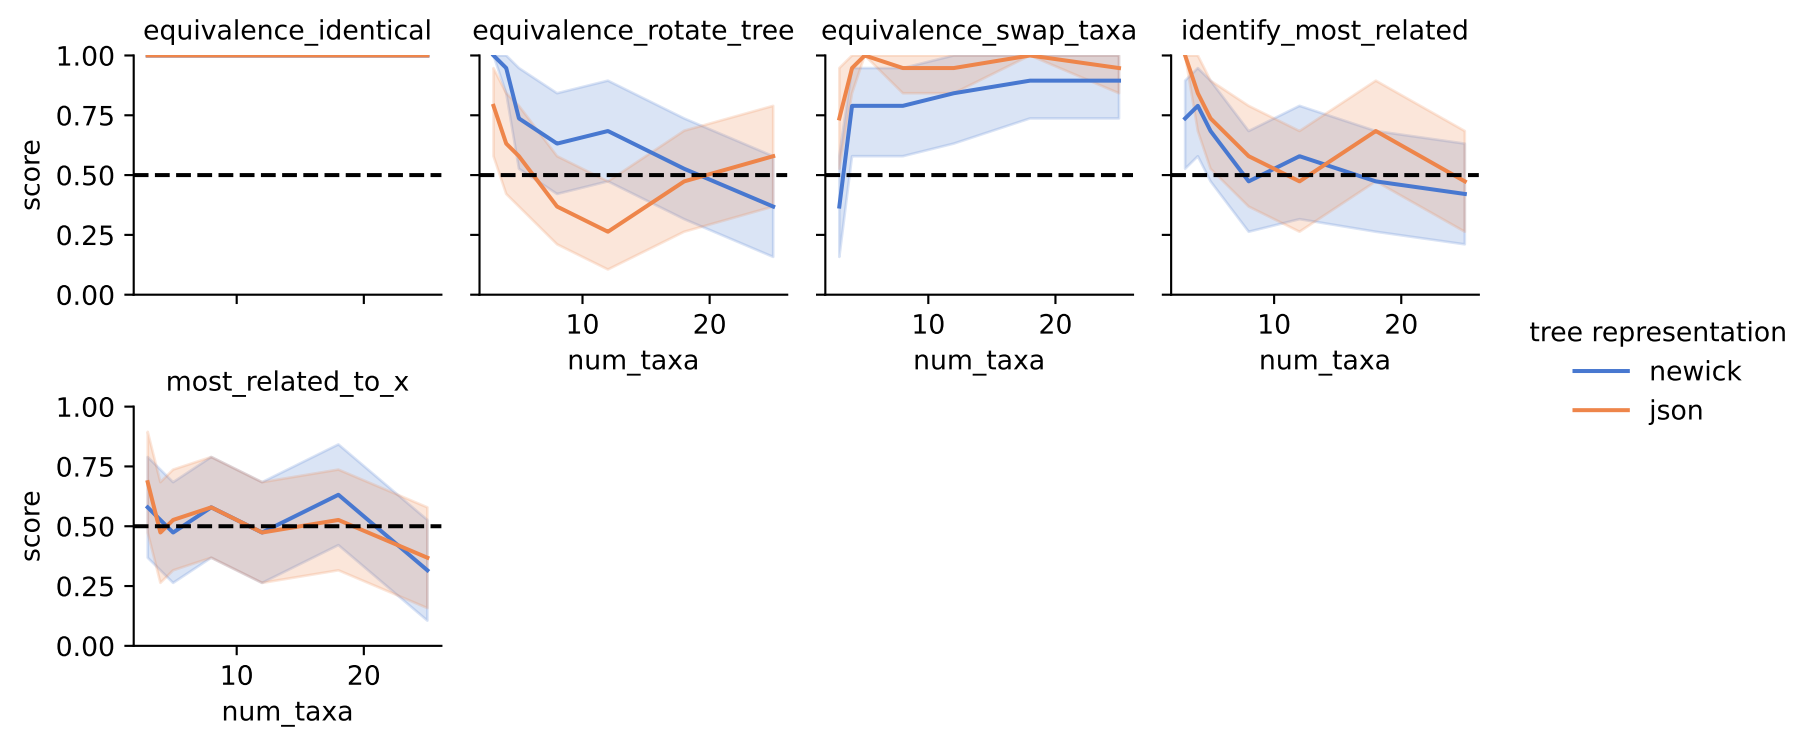 equivalence_identical
equivalence_rotate_tree
equivalence_swap_taxa
identify_most_related
1.00
0.75
0.50
0.25
0.00
score
10
20
num_taxa
10
20
num_taxa
10
20
num_taxa
tree representation
newick
json
most_related_to_x
1.00
0.75
0.50
0.25
0.00
score
10
20
num_taxa